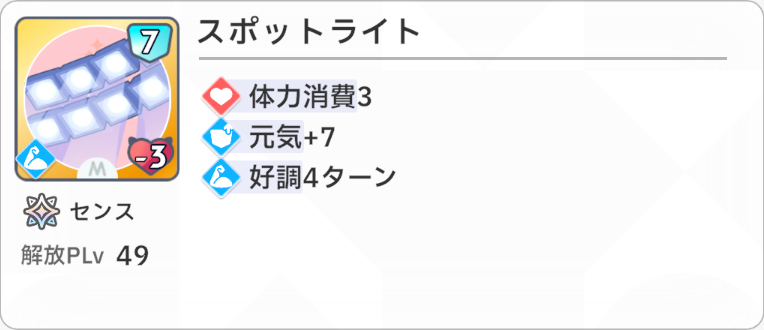 7
スポットライト
体力消費3
元気+7
好調4ターン
-3
M
センス
解放PLv 49